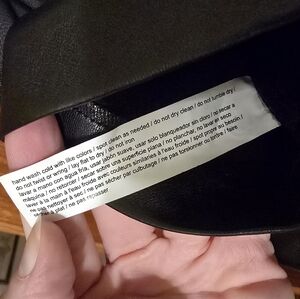 hand wash cold with like colors / spot clean as needed / do not dry clean / do not tumble dry /
do not twist or wring / lay flat to dry / do not iron
lavar a mano con agua fria, usar jabón suave, usar solo blanqueador sin cloro / no secar a
máquina / no retorcer / secar sobre una superficie plana / no planchar, no lavar en seco
laver à la main à l'eau froide avec couleurs similaires à l'eau froide / spot propre au besoin /
ne pas nettoyer à sec / ne pas sécher par culbutage / ne pas torsionner ou tordre / faire
sécher à plat / ne pas repasser